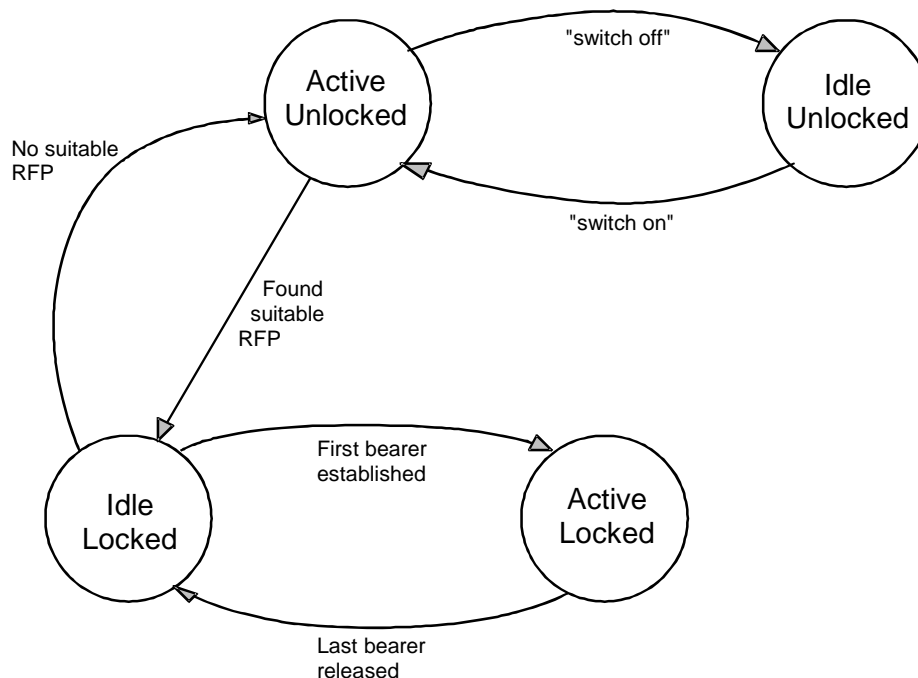 "switch off"
Active
Unlocked
Idle
Unlocked
No suitable
RFP
"switch on"
Found
suitable
RFP
First bearer
established
Idle
Locked
Active
Locked
Last bearer
released